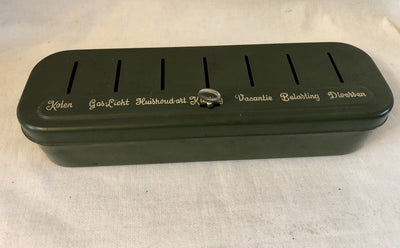 Kolen Gas-Licht Huishoud-art Vacantie Belasting Diversen